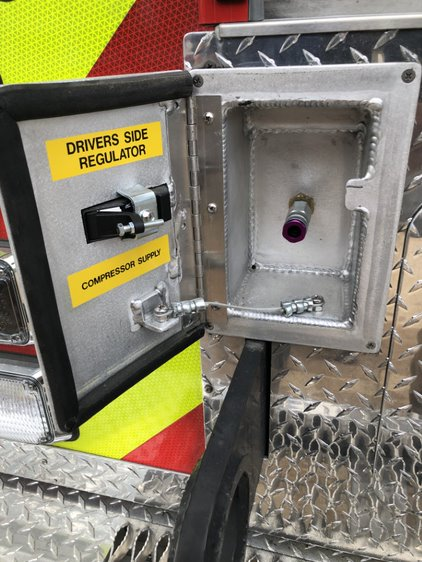 DRIVERS SIDE
REGULATOR
COMPRESSOR SUPPLY